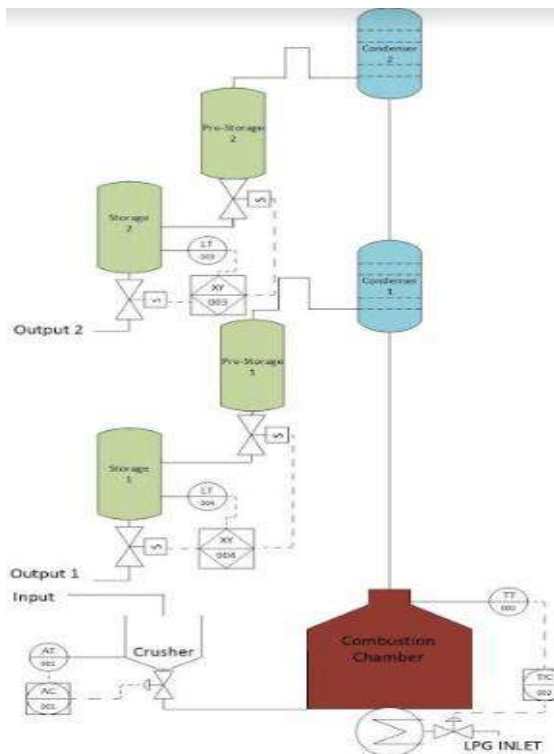 Condenser
2
Pre-Storage
2
S
Storage
2
LT
003
XY
003
S
Output 2
Condenser
1
Pre-Storage
1
S
Storage
1
LT
004
XY
004
S
Output 1
Input
Crusher
AT
001
AC
001
Combustion
Chamber
TT
002
TIC
002
LPG INLET